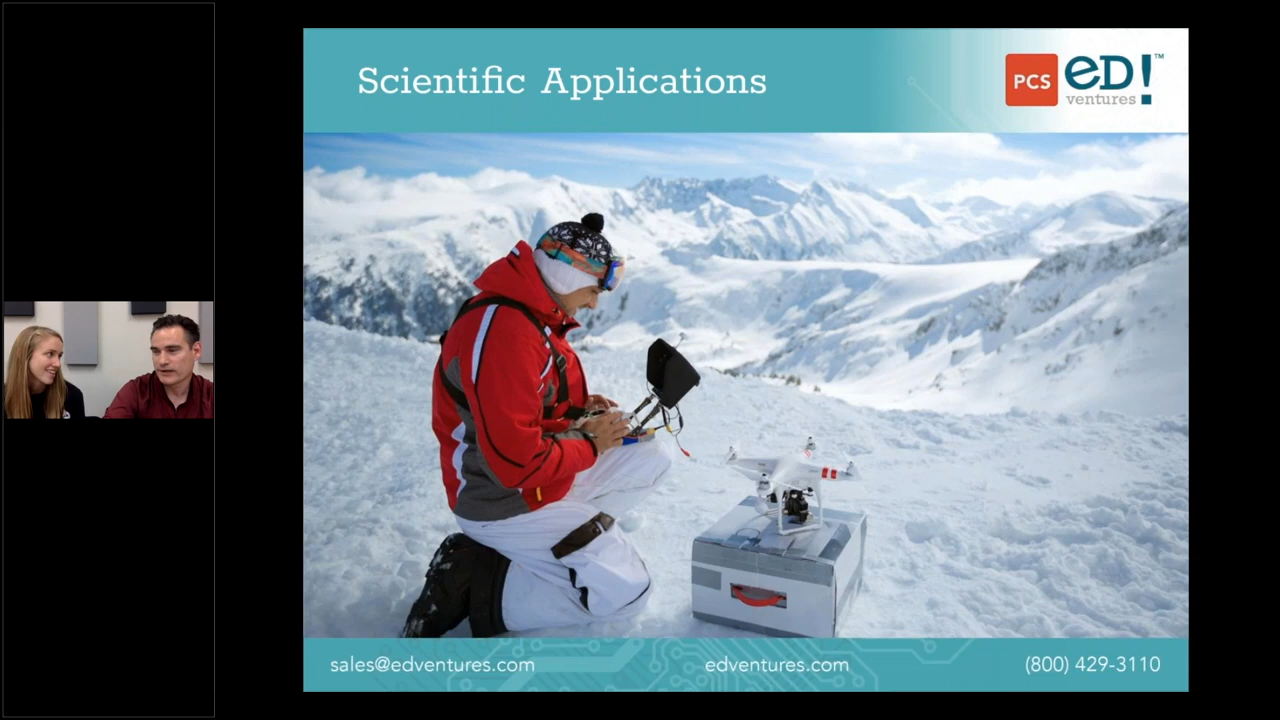 Scientific Applications
PCS eD!™
ventures
sales@edventures.com edventures.com (800) 429-3110